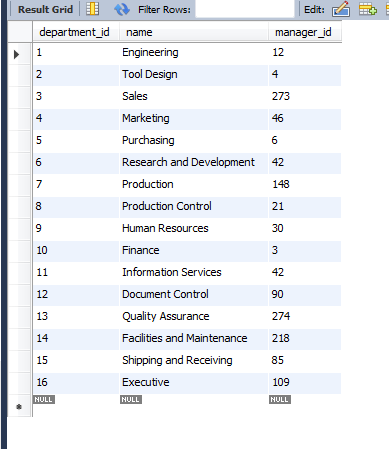 Result Grid Filter Rows: Edit:
department_id name manager_id
1 Engineering 12
2 Tool Design 4
3 Sales 273
4 Marketing 46
5 Purchasing 6
6 Research and Development 42
7 Production 148
8 Production Control 21
9 Human Resources 30
10 Finance 3
11 Information Services 42
12 Document Control 90
13 Quality Assurance 274
14 Facilities and Maintenance 218
15 Shipping and Receiving 85
16 Executive 109
NULL NULL NULL